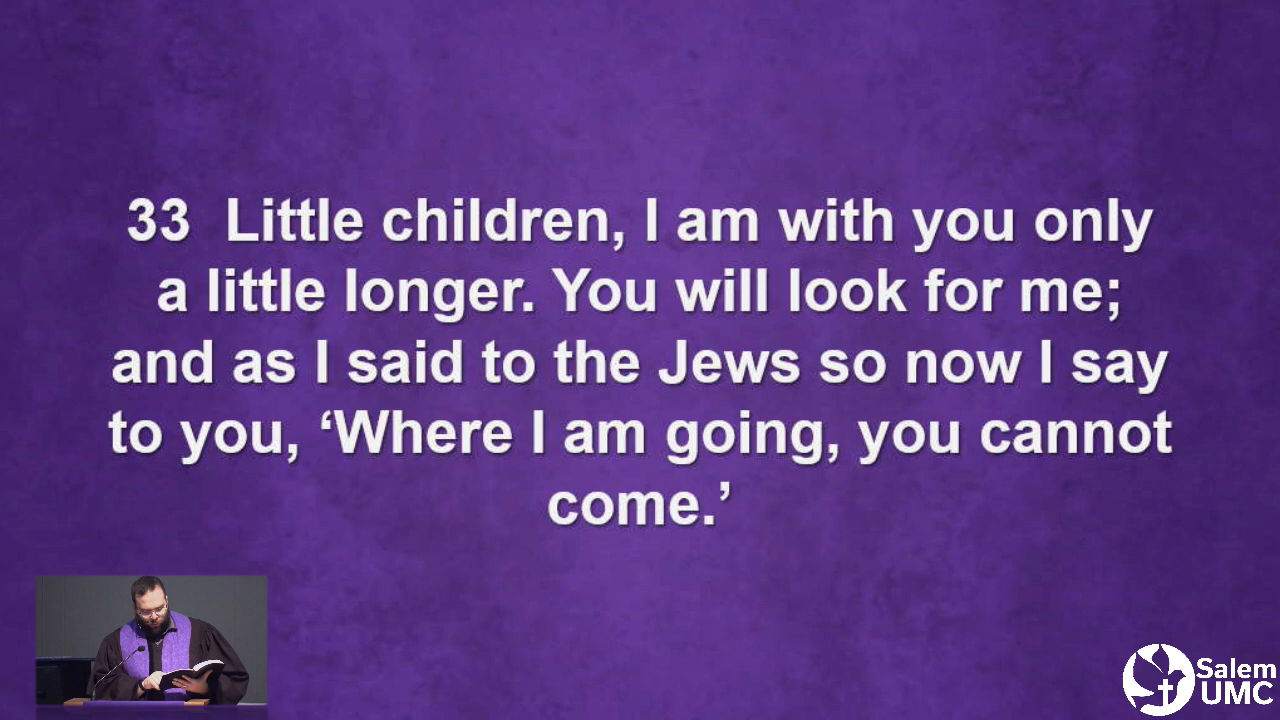 33  Little children, I am with you only
a little longer. You will look for me;
and as I said to the Jews so now I say
to you, ‘Where I am going, you cannot
come.’
Salem
UMC